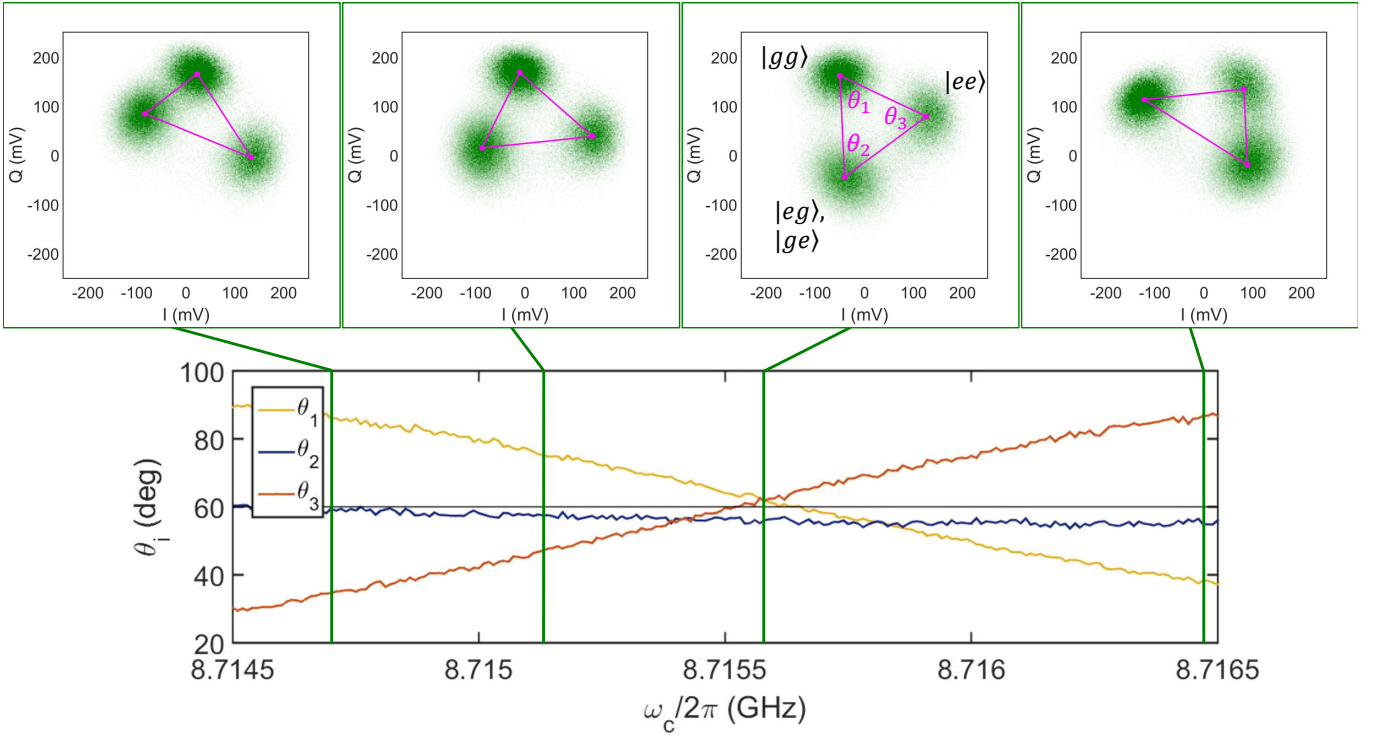 200
100
0
-100
-200
Q (mV)
-200 -100 0 100 200
I (mV)
200
100
0
-100
-200
Q (mV)
-200 -100 0 100 200
I (mV)
200
100
0
-100
-200
Q (mV)
|gg⟩
|ee⟩
θ₁
θ₃
θ₂
|eg⟩,
|ge⟩
-200 -100 0 100 200
I (mV)
200
100
0
-100
-200
Q (mV)
-200 -100 0 100 200
I (mV)
100
80
60
40
20
θᵢ (deg)
θ₁
θ₂
θ₃
8.7145 8.715 8.7155 8.716 8.7165
ω_c/2π (GHz)